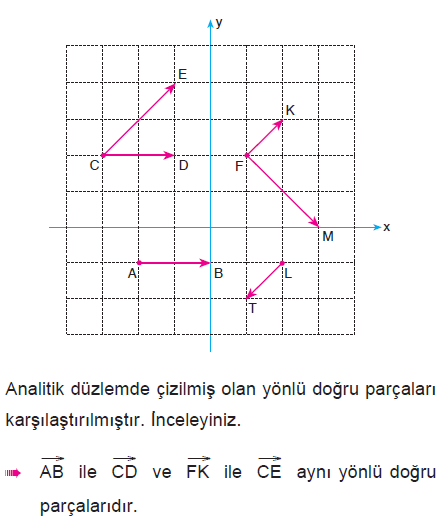 y
E
K
C
D
F
x
M
A
B
L
T
Analitik düzlemde çizilmiş olan yönlü doğru parçaları
karşılaştırılmıştır. İnceleyiniz.
AB ile CD ve FK ile CE aynı yönlü doğru
parçalarıdır.